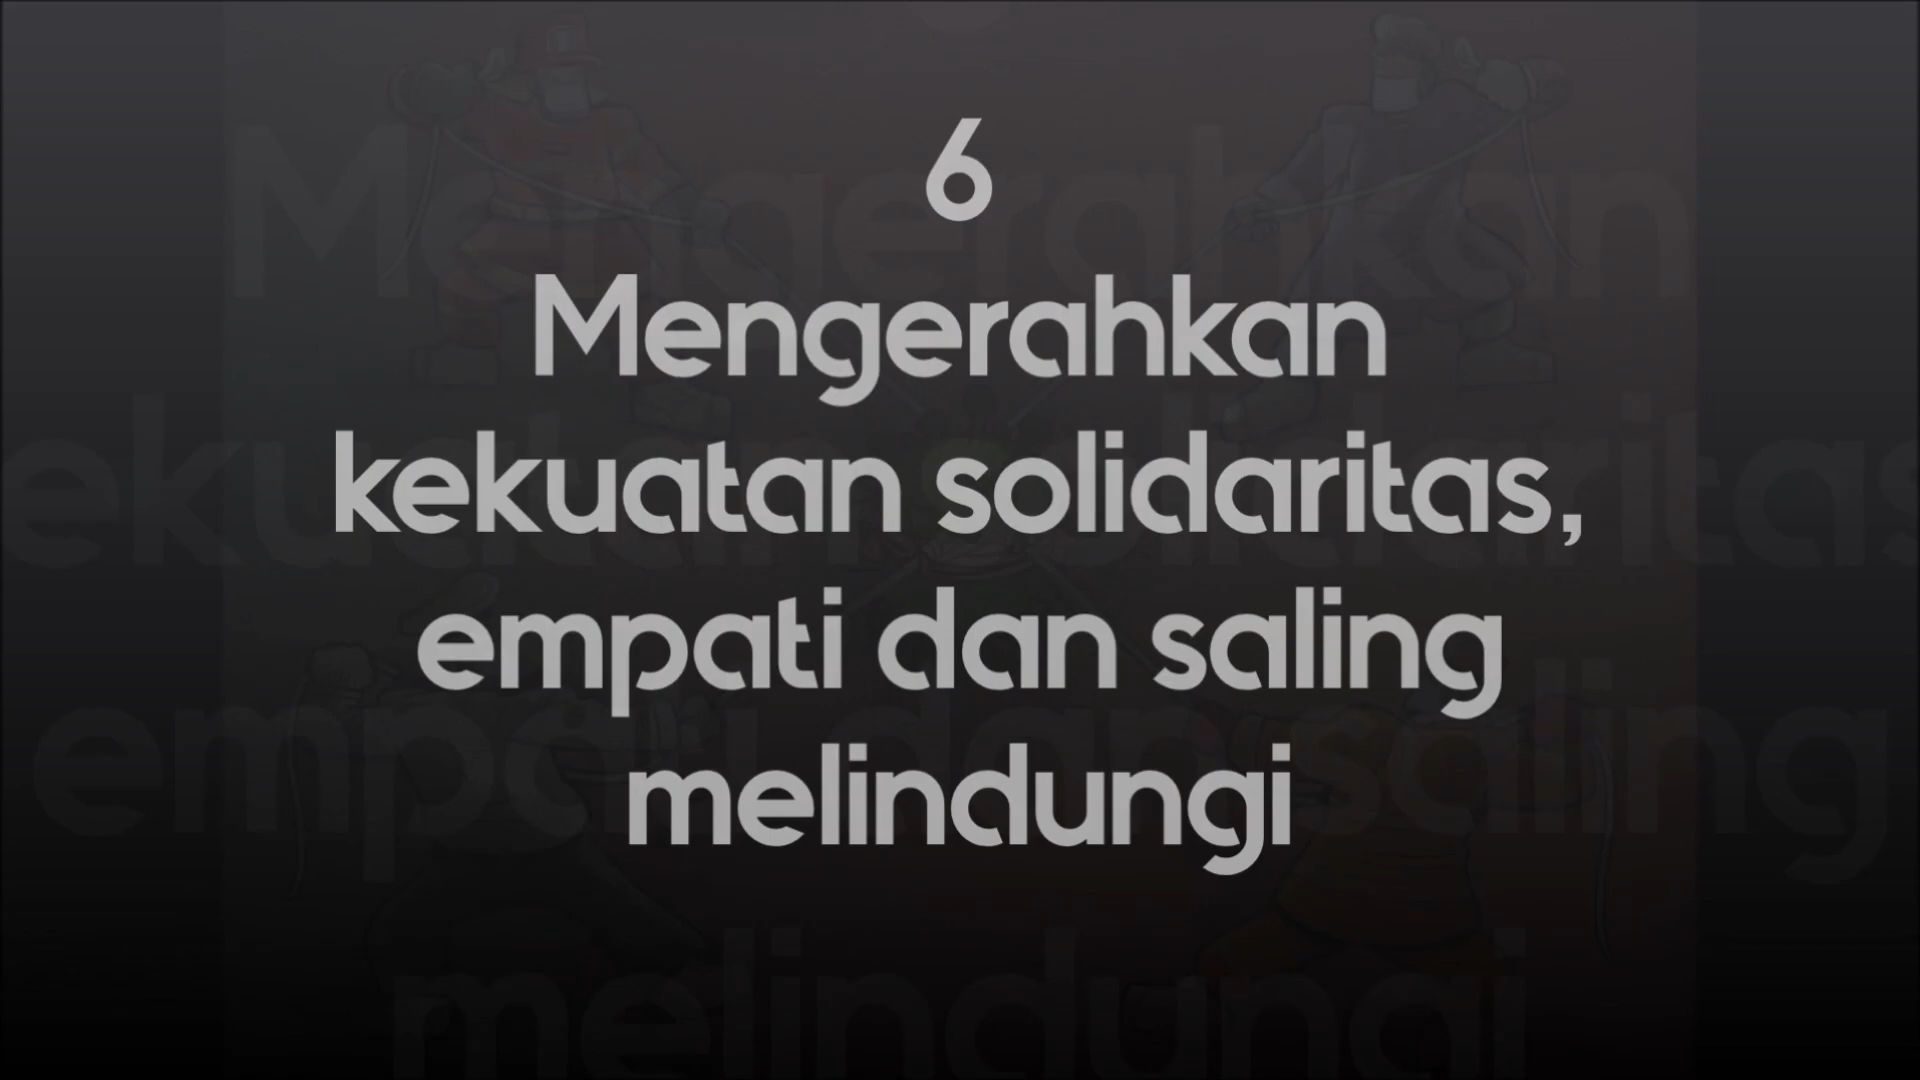 6
Mengerahkan
kekuatan solidaritas,
empati dan saling
melindungi